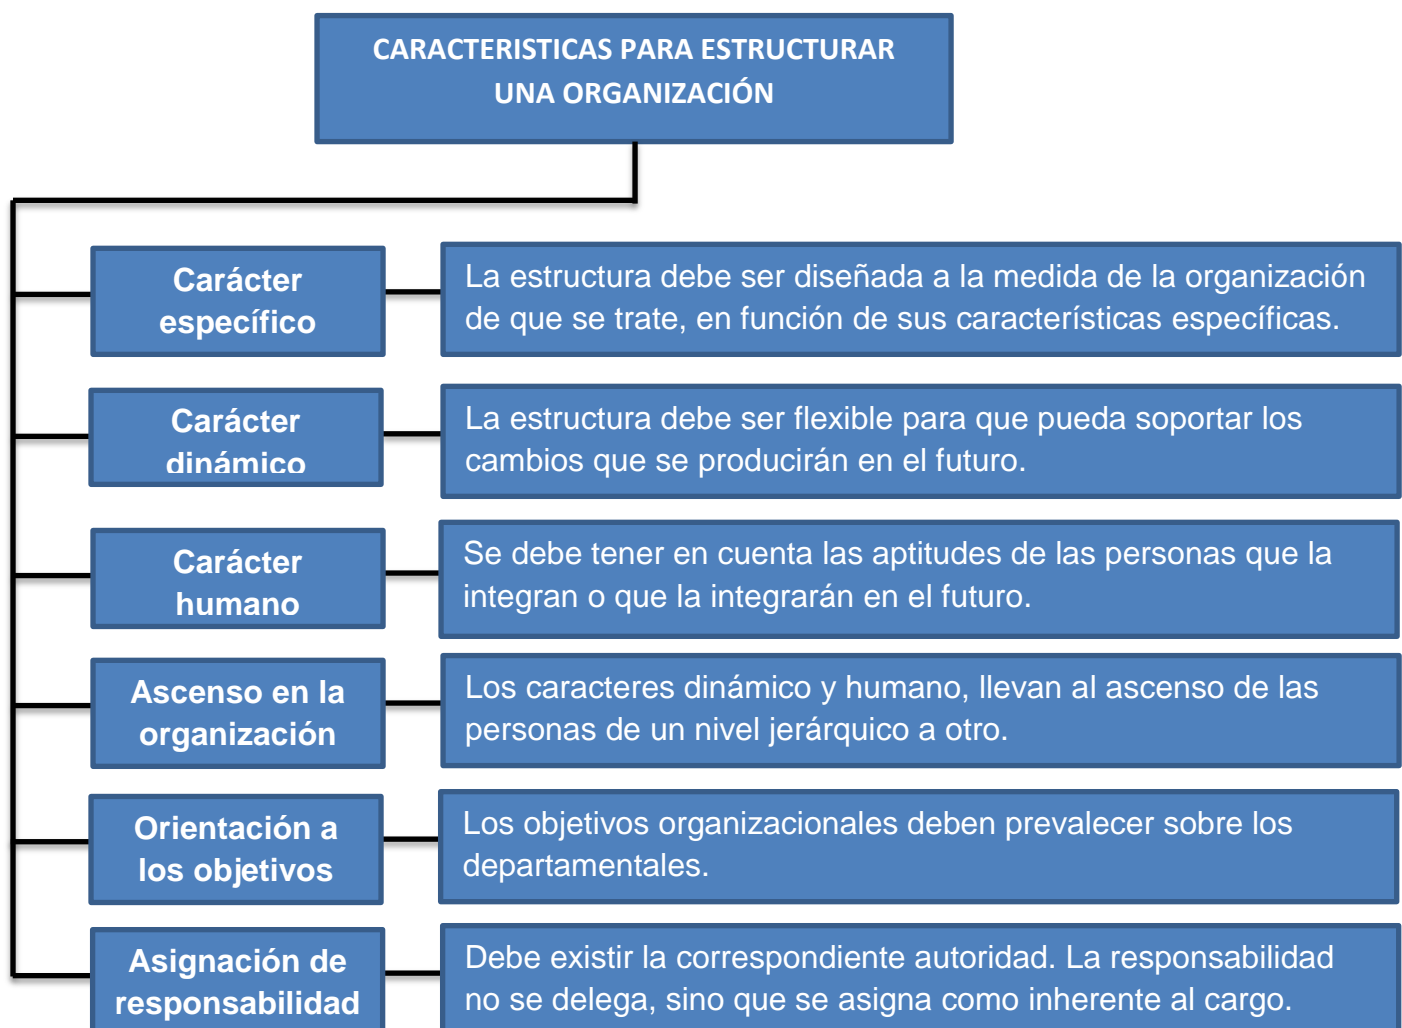 CARACTERISTICAS PARA ESTRUCTURAR
UNA ORGANIZACIÓN
Carácter
específico
La estructura debe ser diseñada a la medida de la organización
de que se trate, en función de sus características específicas.
Carácter
dinámico
La estructura debe ser flexible para que pueda soportar los
cambios que se producirán en el futuro.
Carácter
humano
Se debe tener en cuenta las aptitudes de las personas que la
integran o que la integrarán en el futuro.
Ascenso en la
organización
Los caracteres dinámico y humano, llevan al ascenso de las
personas de un nivel jerárquico a otro.
Orientación a
los objetivos
Los objetivos organizacionales deben prevalecer sobre los
departamentales.
Asignación de
responsabilidad
Debe existir la correspondiente autoridad. La responsabilidad
no se delega, sino que se asigna como inherente al cargo.